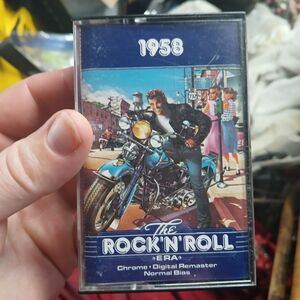 1958
The
ROCK'N'ROLL
•ERA•
Chrome • Digital Remaster
Normal Bias